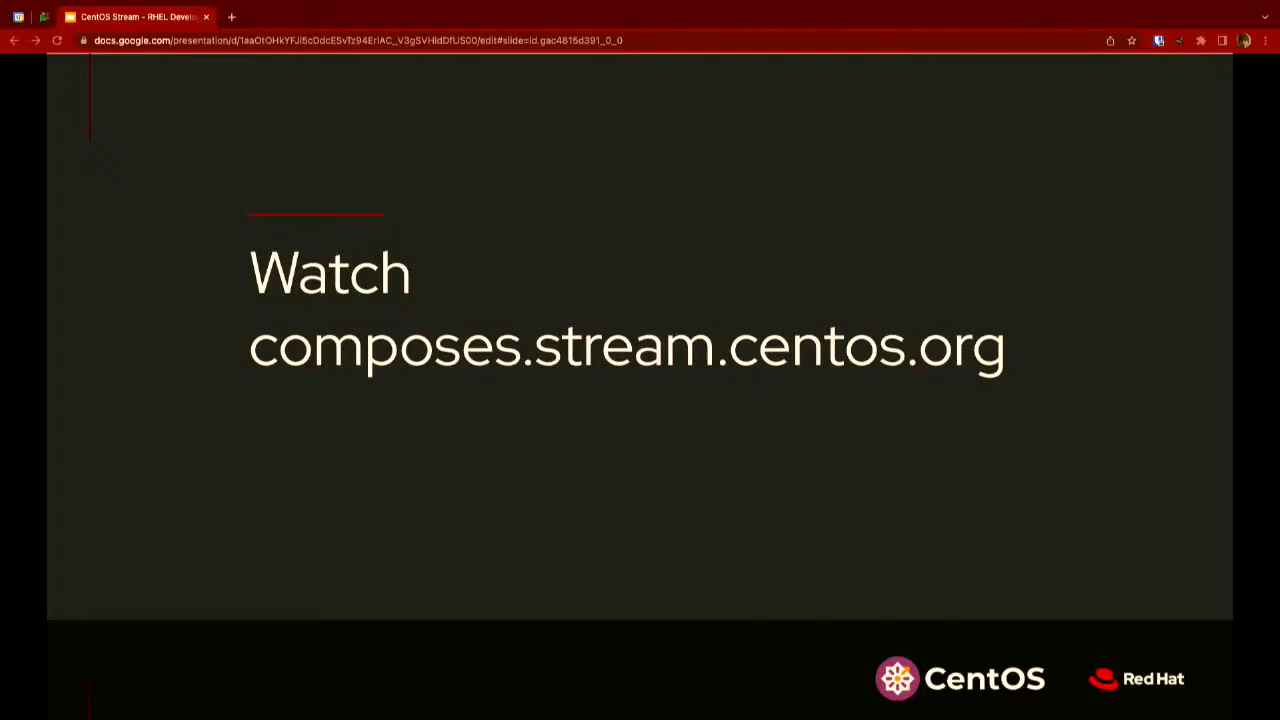 CentOS Stream - RHEL Develo
docs.google.com/presentation/d/1aaOtOHkYFJi5cDdcESvTz94ErIAC_V3gSVHidDfUS00/edit#slide=id.gac4815d391_0_0
Watch
composes.stream.centos.org
CentOS
Red Hat